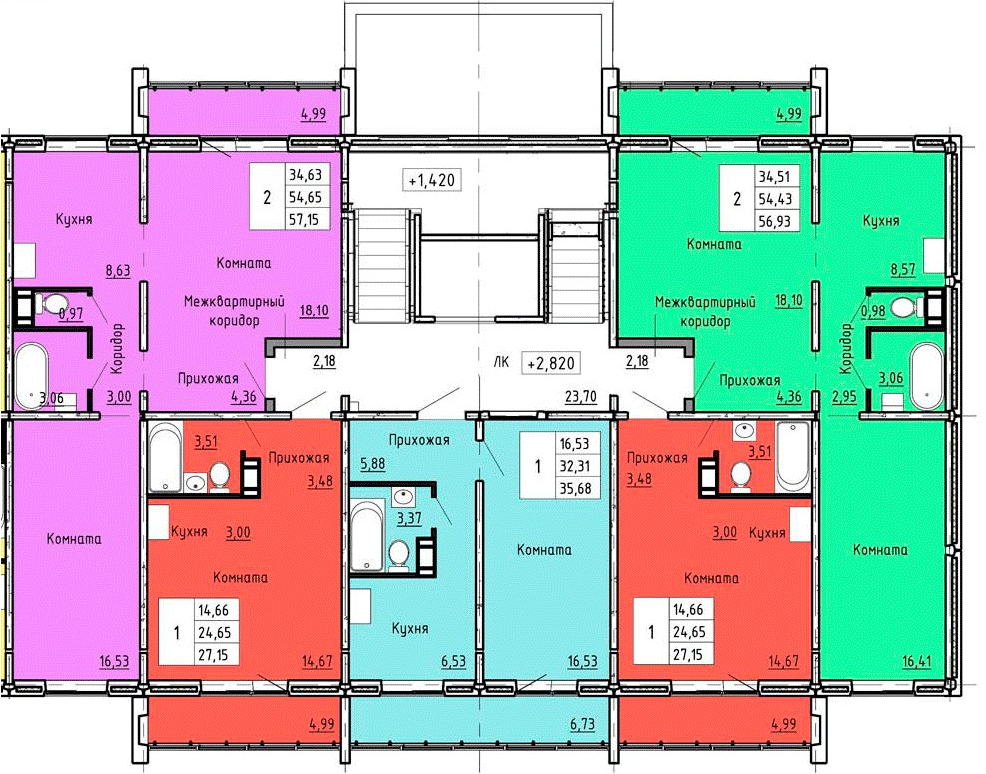 4,99
4,99
+1,420
2
34,63
54,65
57,15
2
34,51
54,43
56,93
Кухня
Комната
Комната
Кухня
8,63
8,57
Межквартирный
коридор
18,10
Межквартирный
коридор
18,10
0,97
0,98
Коридор
Коридор
2,18
ЛК
+2,820
2,18
Прихожая
4,36
23,70
Прихожая
4,36
3,06
3,00
2,95
3,06
3,51
Прихожая
3,48
Прихожая
5,88
1
16,53
32,31
35,68
Прихожая
3,48
3,51
3,37
Кухня
3,00
3,00
Кухня
Комната
Комната
Комната
Комната
Комната
1
14,66
24,65
27,15
Кухня
1
14,66
24,65
27,15
16,53
14,67
6,53
16,53
14,67
16,41
4,99
6,73
4,99